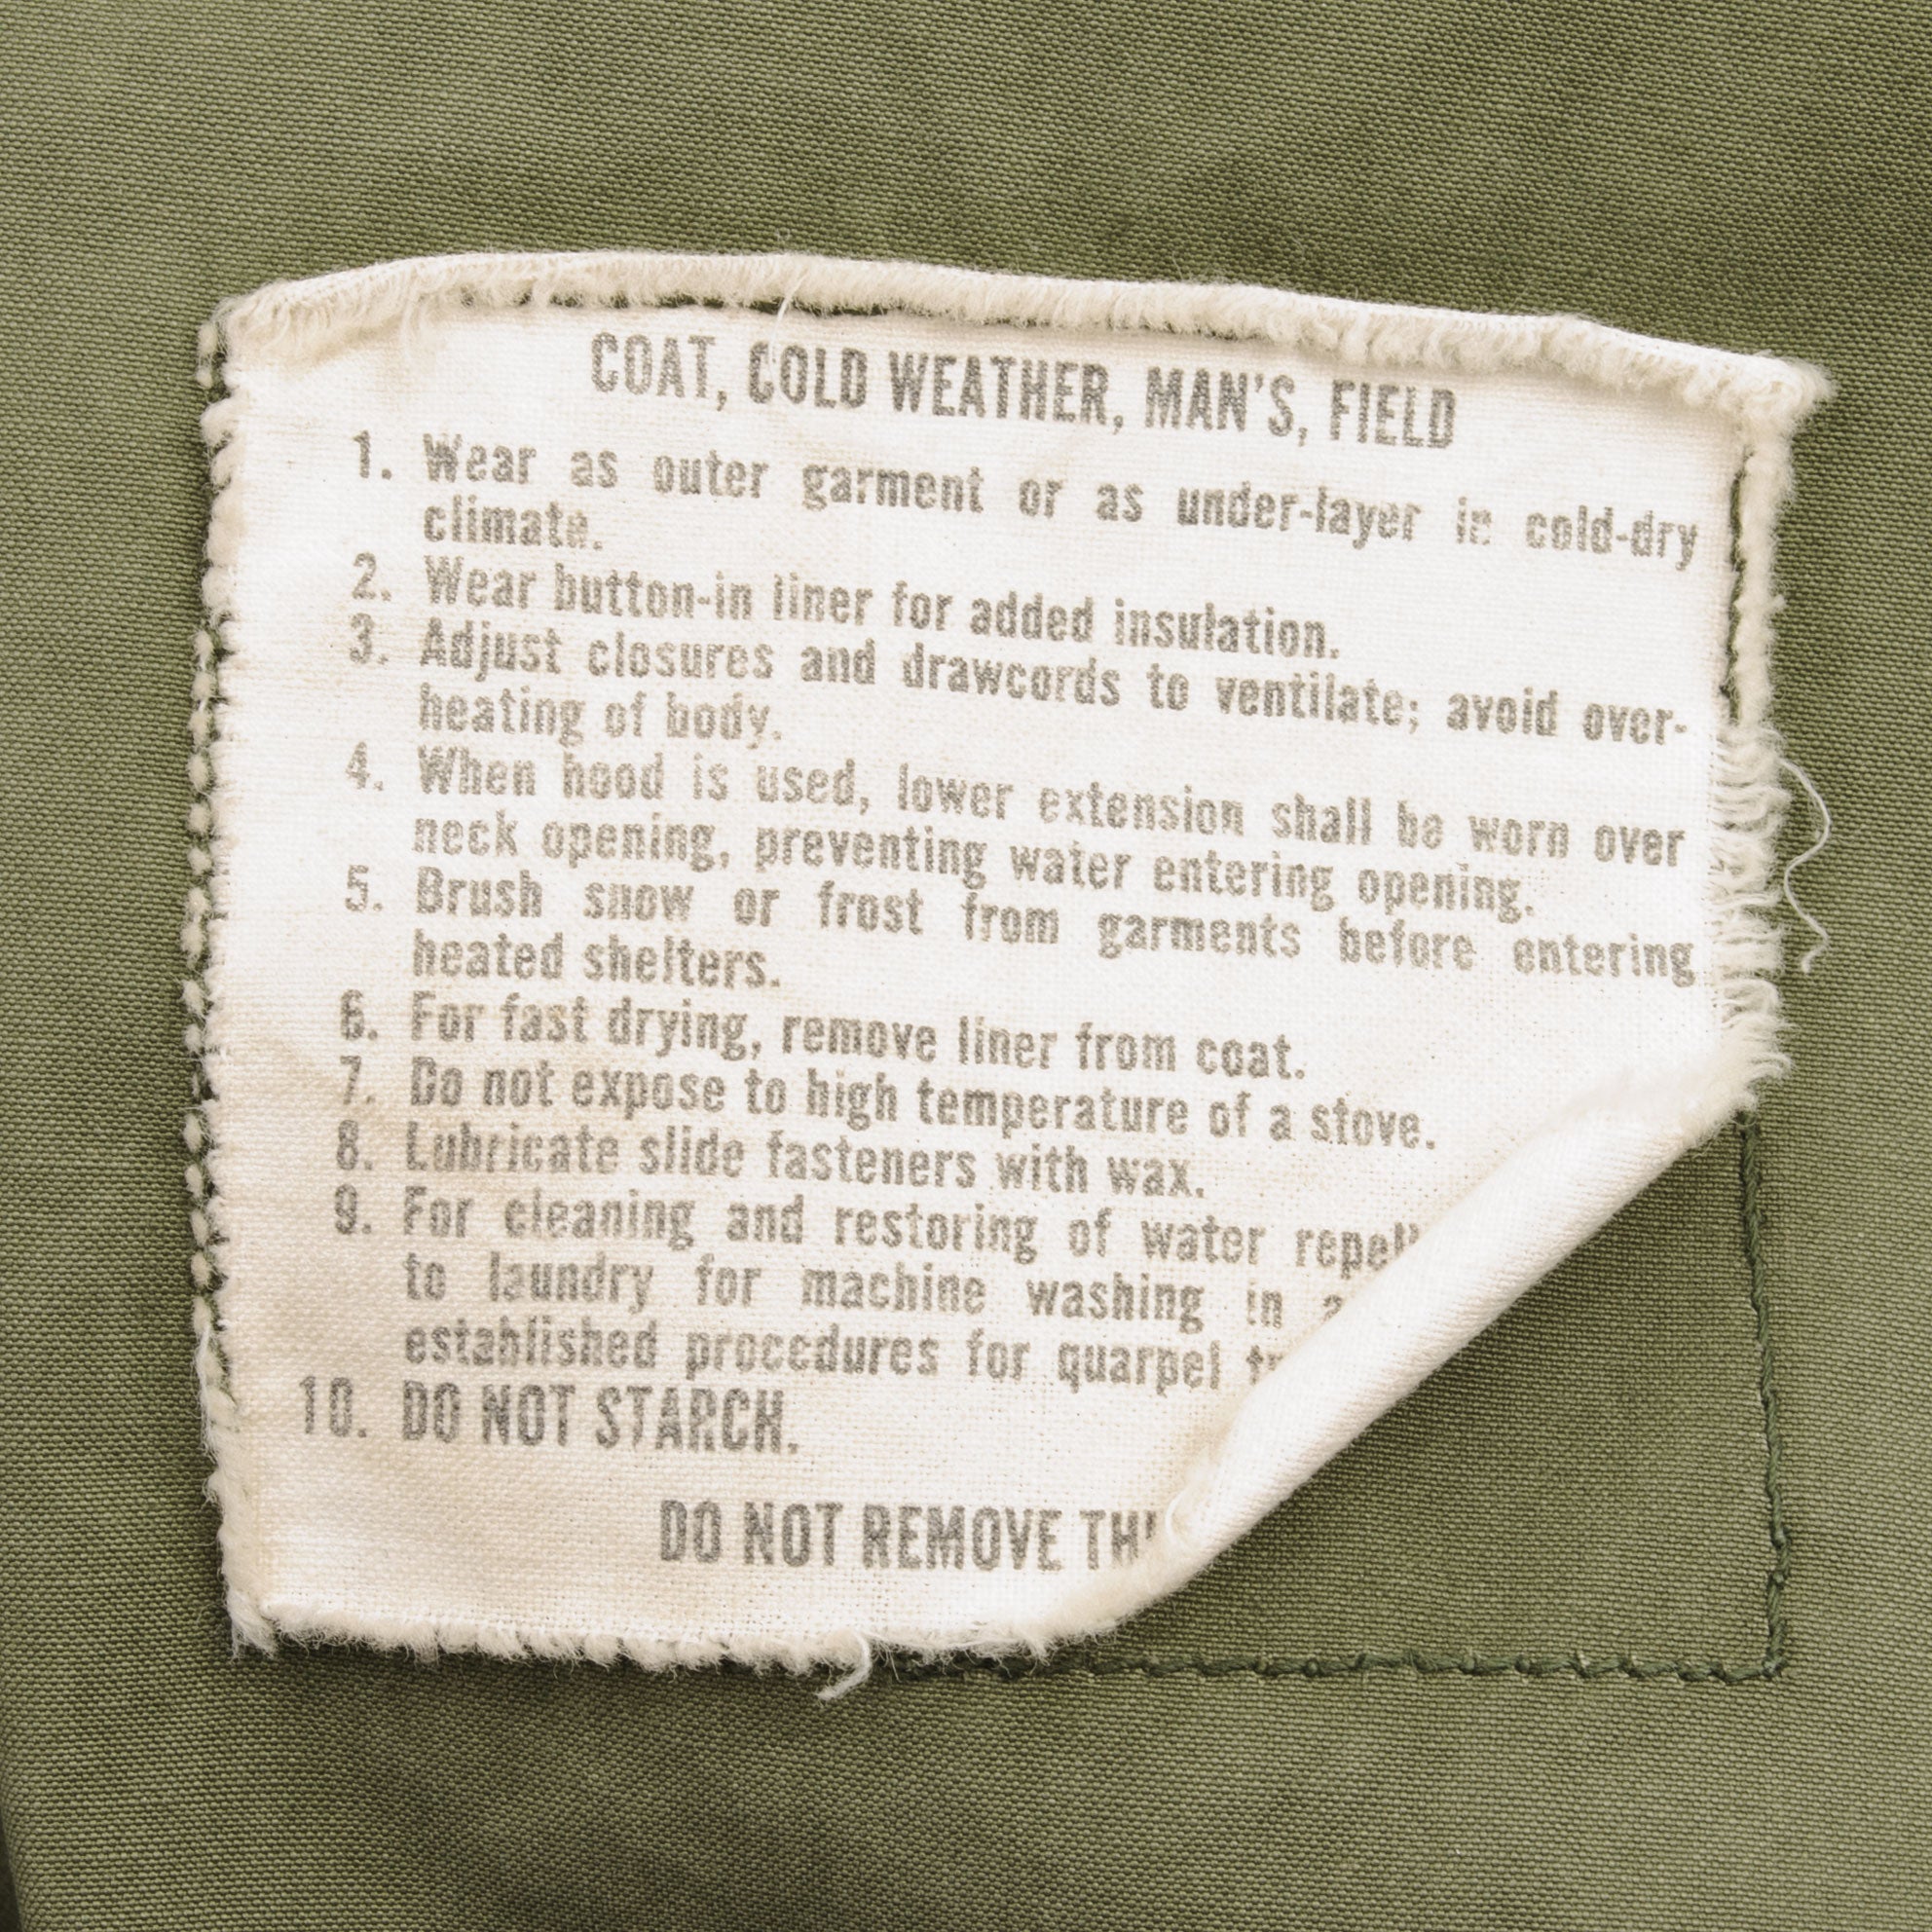 COAT, COLD WEATHER, MAN'S, FIELD
1. Wear as outer garment or as under-layer in cold-dry
climate.
2. Wear button-in liner for added insulation.
3. Adjust closures and drawcords to ventilate; avoid over-
heating of body.
4. When hood is used, lower extension shall be worn over
neck opening, preventing water entering opening.
5. Brush snow or frost from garments before entering
heated shelters.
6. For fast drying, remove liner from coat.
7. Do not expose to high temperature of a stove.
8. Lubricate slide fasteners with wax.
9. For cleaning and restoring of water
to laundry for machine washing in
established procedures for quarpel
10. DO NOT STARCH.
DO NOT REMOVE